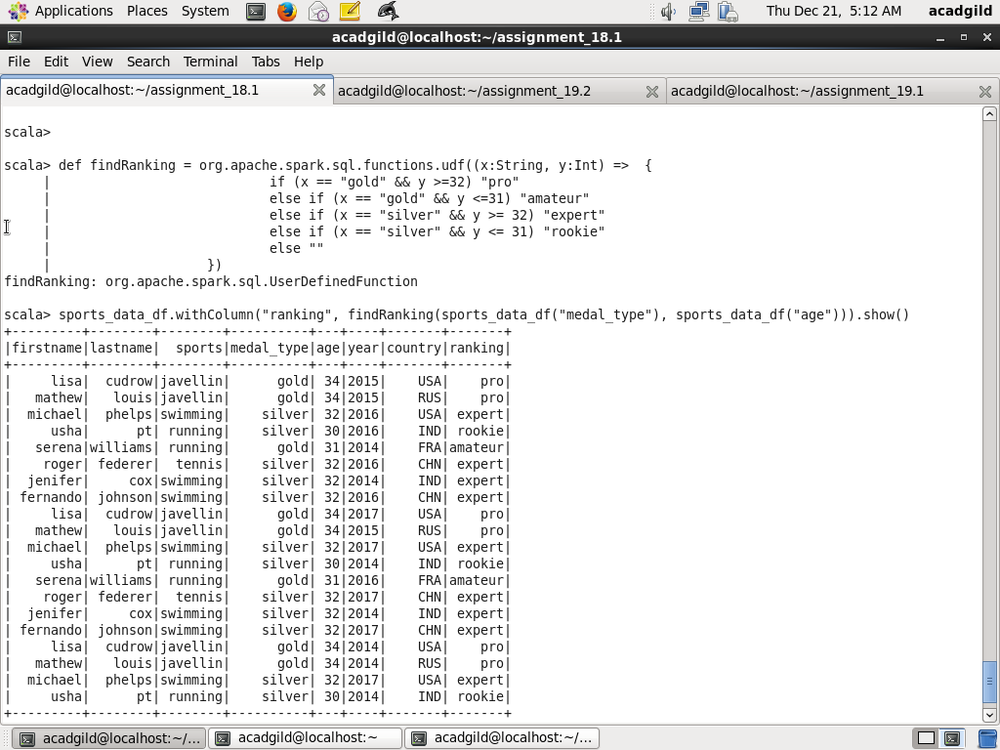 Applications Places System Thu Dec 21, 5:12 AM acadgild
acadgild@localhost:~/assignment_18.1
File Edit View Search Terminal Tabs Help
acadgild@localhost:~/assignment_18.1 acadgild@localhost:~/assignment_19.2 acadgild@localhost:~/assignment_19.1
scala>
scala> def findRanking = org.apache.spark.sql.functions.udf((x:String, y:Int) =>  {
     |                            if (x == "gold" && y >=32) "pro"
     |                            else if (x == "gold" && y <=31) "amateur"
     |                            else if (x == "silver" && y >= 32) "expert"
     |                            else if (x == "silver" && y <= 31) "rookie"
     |                            else ""
     |                    })
findRanking: org.apache.spark.sql.UserDefinedFunction
scala> sports_data_df.withColumn("ranking", findRanking(sports_data_df("medal_type"), sports_data_df("age"))).show()
+---------+--------+--------+----------+---+----+-------+-------+
|firstname|lastname|  sports|medal_type|age|year|country|ranking|
+---------+--------+--------+----------+---+----+-------+-------+
|     lisa|  cudrow|javellin|      gold| 34|2015|    USA|    pro|
|   mathew|   louis|javellin|      gold| 34|2015|    RUS|    pro|
|  michael|  phelps|swimming|    silver| 32|2016|    USA| expert|
|     usha|      pt| running|    silver| 30|2016|    IND| rookie|
|   serena|williams| running|      gold| 31|2014|    FRA|amateur|
|    roger| federer|  tennis|    silver| 32|2016|    CHN| expert|
|  jenifer|     cox|swimming|    silver| 32|2014|    IND| expert|
| fernando| johnson|swimming|    silver| 32|2016|    CHN| expert|
|     lisa|  cudrow|javellin|      gold| 34|2017|    USA|    pro|
|   mathew|   louis|javellin|      gold| 34|2015|    RUS|    pro|
|  michael|  phelps|swimming|    silver| 32|2017|    USA| expert|
|     usha|      pt| running|    silver| 30|2014|    IND| rookie|
|   serena|williams| running|      gold| 31|2016|    FRA|amateur|
|    roger| federer|  tennis|    silver| 32|2017|    CHN| expert|
|  jenifer|     cox|swimming|    silver| 32|2014|    IND| expert|
| fernando| johnson|swimming|    silver| 32|2017|    CHN| expert|
|     lisa|  cudrow|javellin|      gold| 34|2014|    USA|    pro|
|   mathew|   louis|javellin|      gold| 34|2014|    RUS|    pro|
|  michael|  phelps|swimming|    silver| 32|2017|    USA| expert|
|     usha|      pt| running|    silver| 30|2014|    IND| rookie|
+---------+--------+--------+----------+---+----+-------+-------+
acadgild@localhost:~/... acadgild@localhost:~ acadgild@localhost:~/...